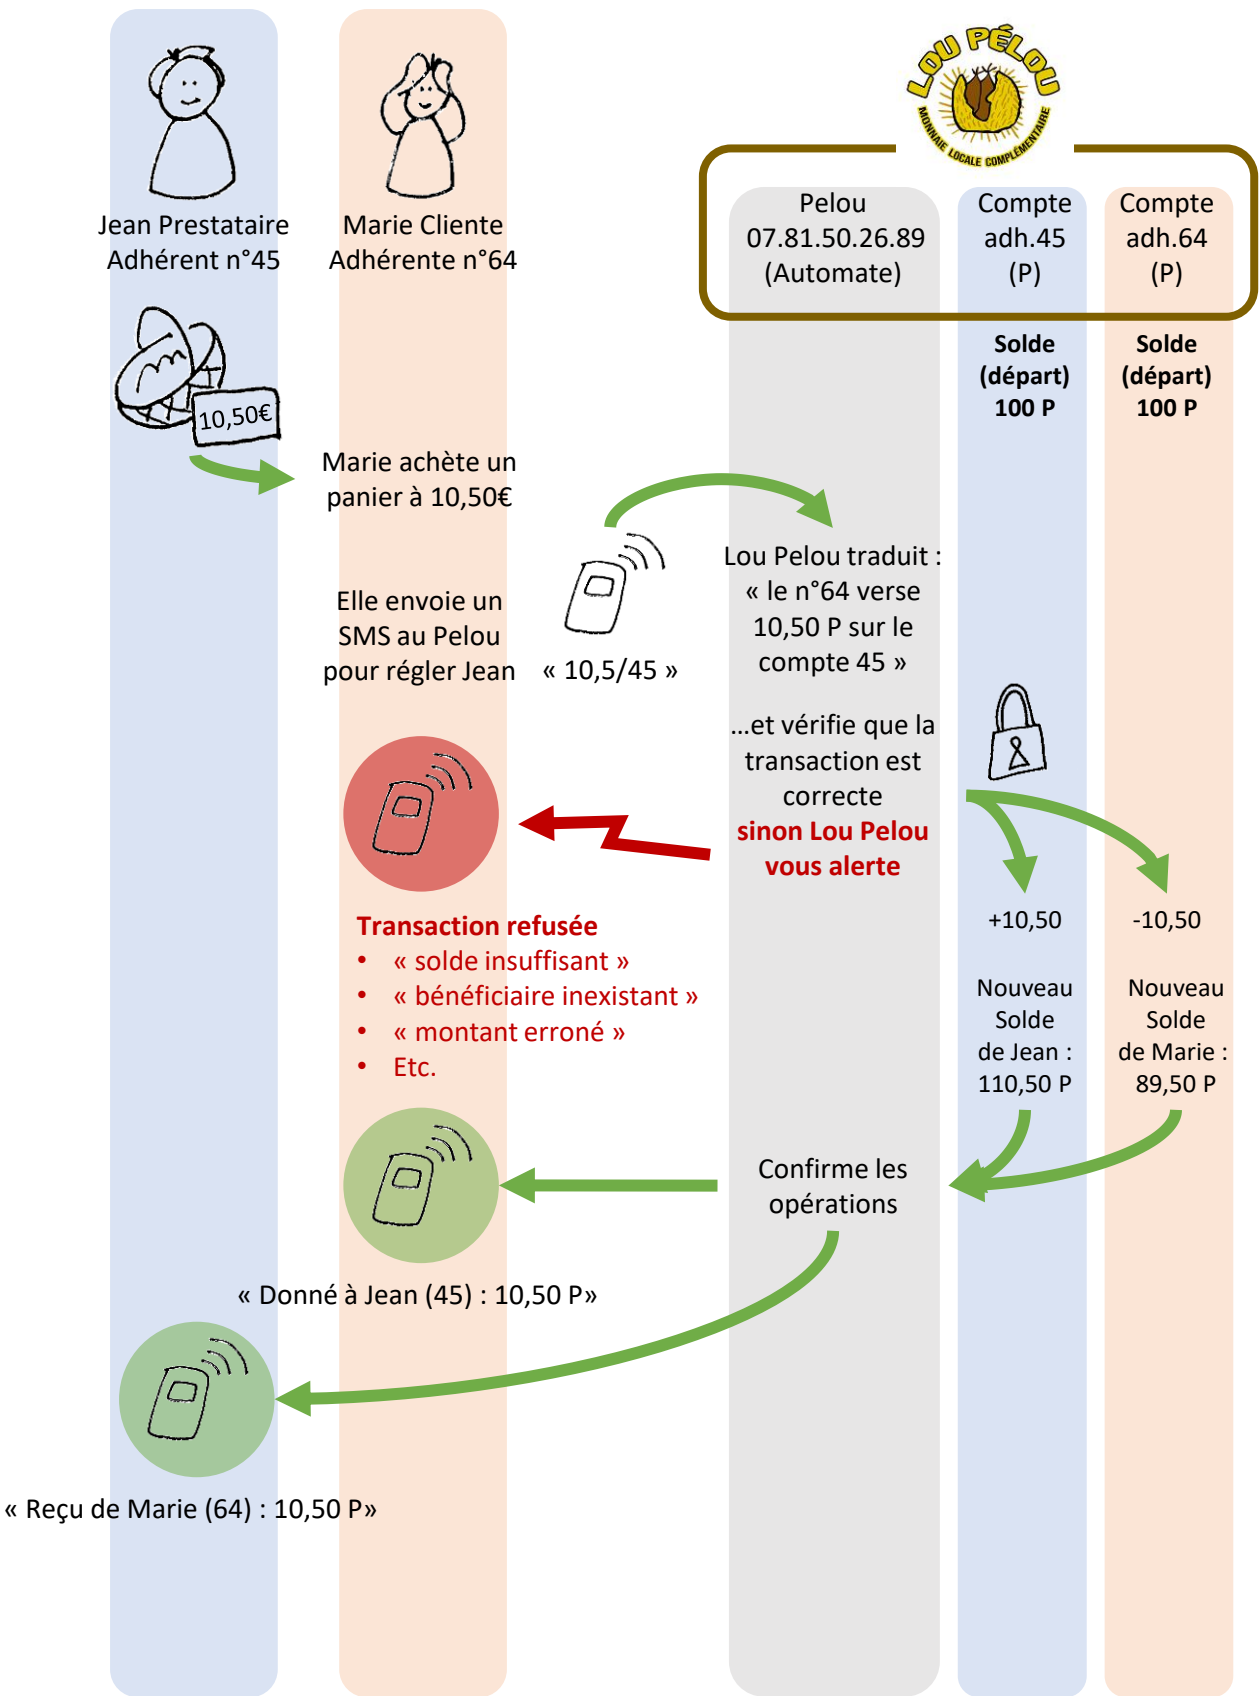 LOU PÉLOU
MONNAIE LOCALE COMPLÉMENTAIRE
Jean Prestataire
Adhérent n°45
Marie Cliente
Adhérente n°64
Pelou
07.81.50.26.89
(Automate)
Compte
adh.45
(P)
Compte
adh.64
(P)
Solde
(départ)
100 P
Solde
(départ)
100 P
10,50€
Marie achète un
panier à 10,50€
Elle envoie un
SMS au Pelou
pour régler Jean
« 10,5/45 »
Lou Pelou traduit :
« le n°64 verse
10,50 P sur le
compte 45 »
...et vérifie que la
transaction est
correcte
sinon Lou Pelou
vous alerte
Transaction refusée
• « solde insuffisant »
• « bénéficiaire inexistant »
• « montant erroné »
• Etc.
+10,50
-10,50
Nouveau
Solde
de Jean :
110,50 P
Nouveau
Solde
de Marie :
89,50 P
Confirme les
opérations
« Donné à Jean (45) : 10,50 P»
« Reçu de Marie (64) : 10,50 P»